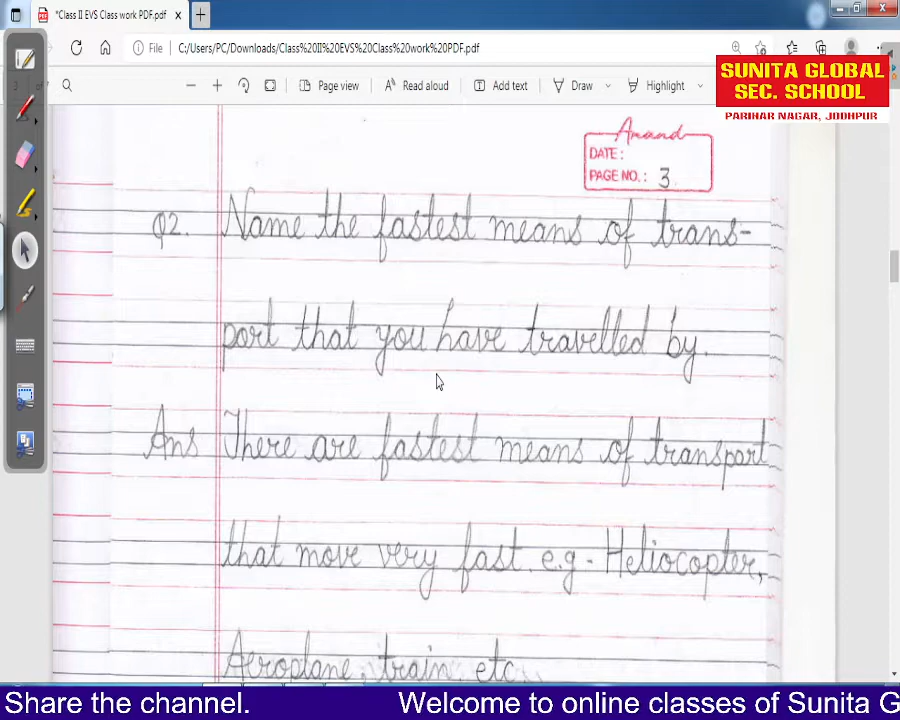 *Class II EVS Class work PDF.pdf
File C:/Users/PC/Downloads/Class%20II%20EVS%20Class%20work%20PDF.pdf
Page view
Read aloud
Add text
Draw
Highlight
SUNITA GLOBAL
SEC. SCHOOL
PARIHAR NAGAR, JODHPUR
Anand
DATE:
PAGE NO.: 3
Q2. Name the fastest means of trans-
port that you have travelled by.
Ans There are fastest means of transport
that move very fast. e.g - Heliocopter,
Aeroplane, train etc.
Share the channel. Welcome to online classes of Sunita G